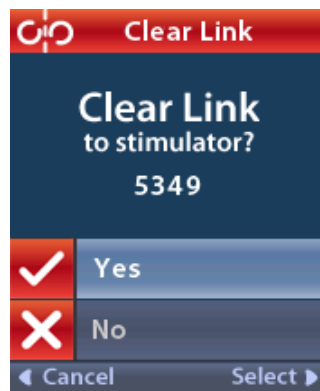 Clear Link
Clear Link
to stimulator?
5349
Yes
No
Cancel Select